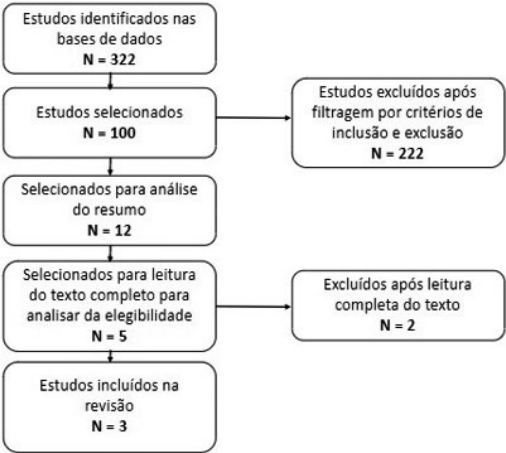 Estudos identificados nas
bases de dados
N = 322
Estudos selecionados
N = 100
Estudos excluídos após
filtragem por critérios de
inclusão e exclusão
N = 222
Selecionados para análise
do resumo
N = 12
Selecionados para leitura
do texto completo para
analisar da elegibilidade
N = 5
Excluídos após leitura
completa do texto
N = 2
Estudos incluídos na
revisão
N = 3